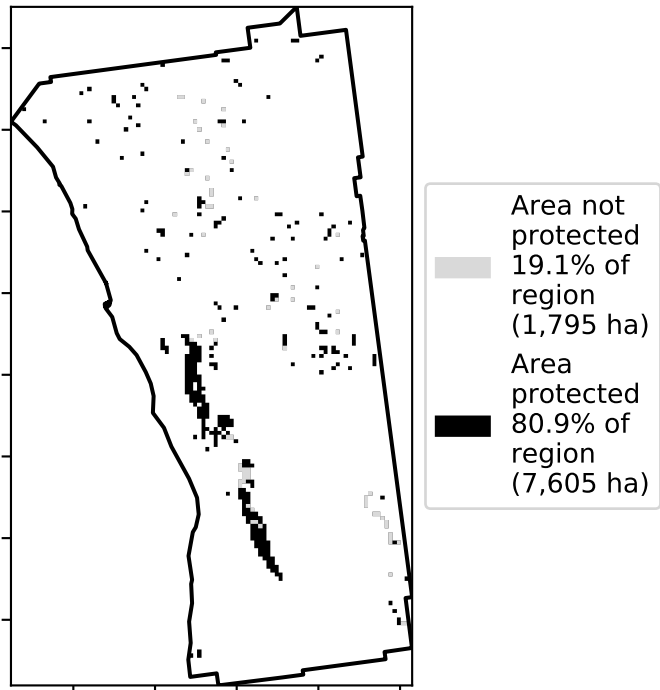 Area not
protected
19.1% of
region
(1,795 ha)
Area
protected
80.9% of
region
(7,605 ha)